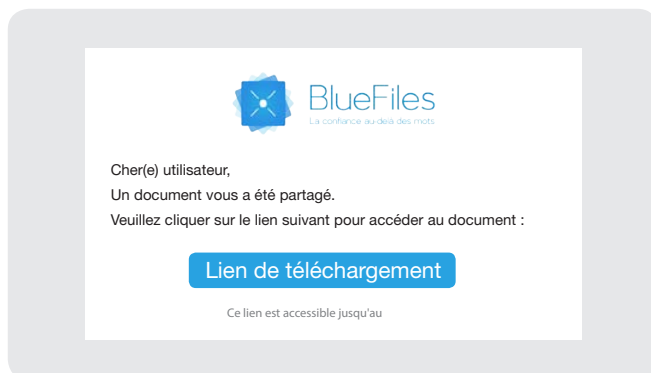 BlueFiles
La confiance au-delà des mots
Cher(e) utilisateur,
Un document vous a été partagé.
Veuillez cliquer sur le lien suivant pour accéder au document :
Lien de téléchargement
Ce lien est accessible jusqu'au